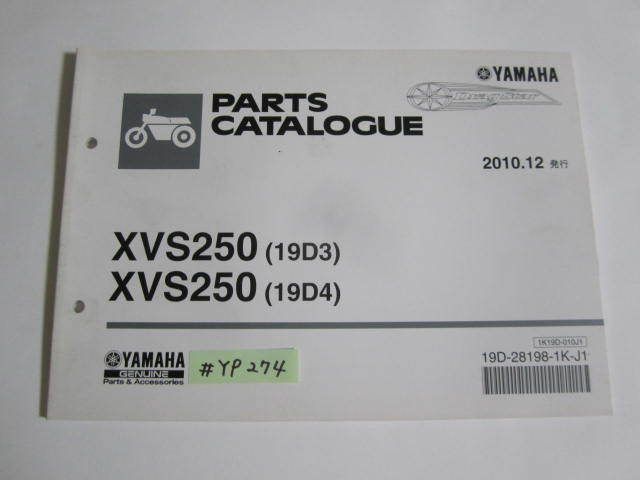 YAMAHA
Dragstar
PARTS
CATALOGUE
2010.12 発行
XVS250 (19D3)
XVS250 (19D4)
1K19D-010J1
19D-28198-1K-J1
YAMAHA
GENUINE
Parts & Accessories
#YP274